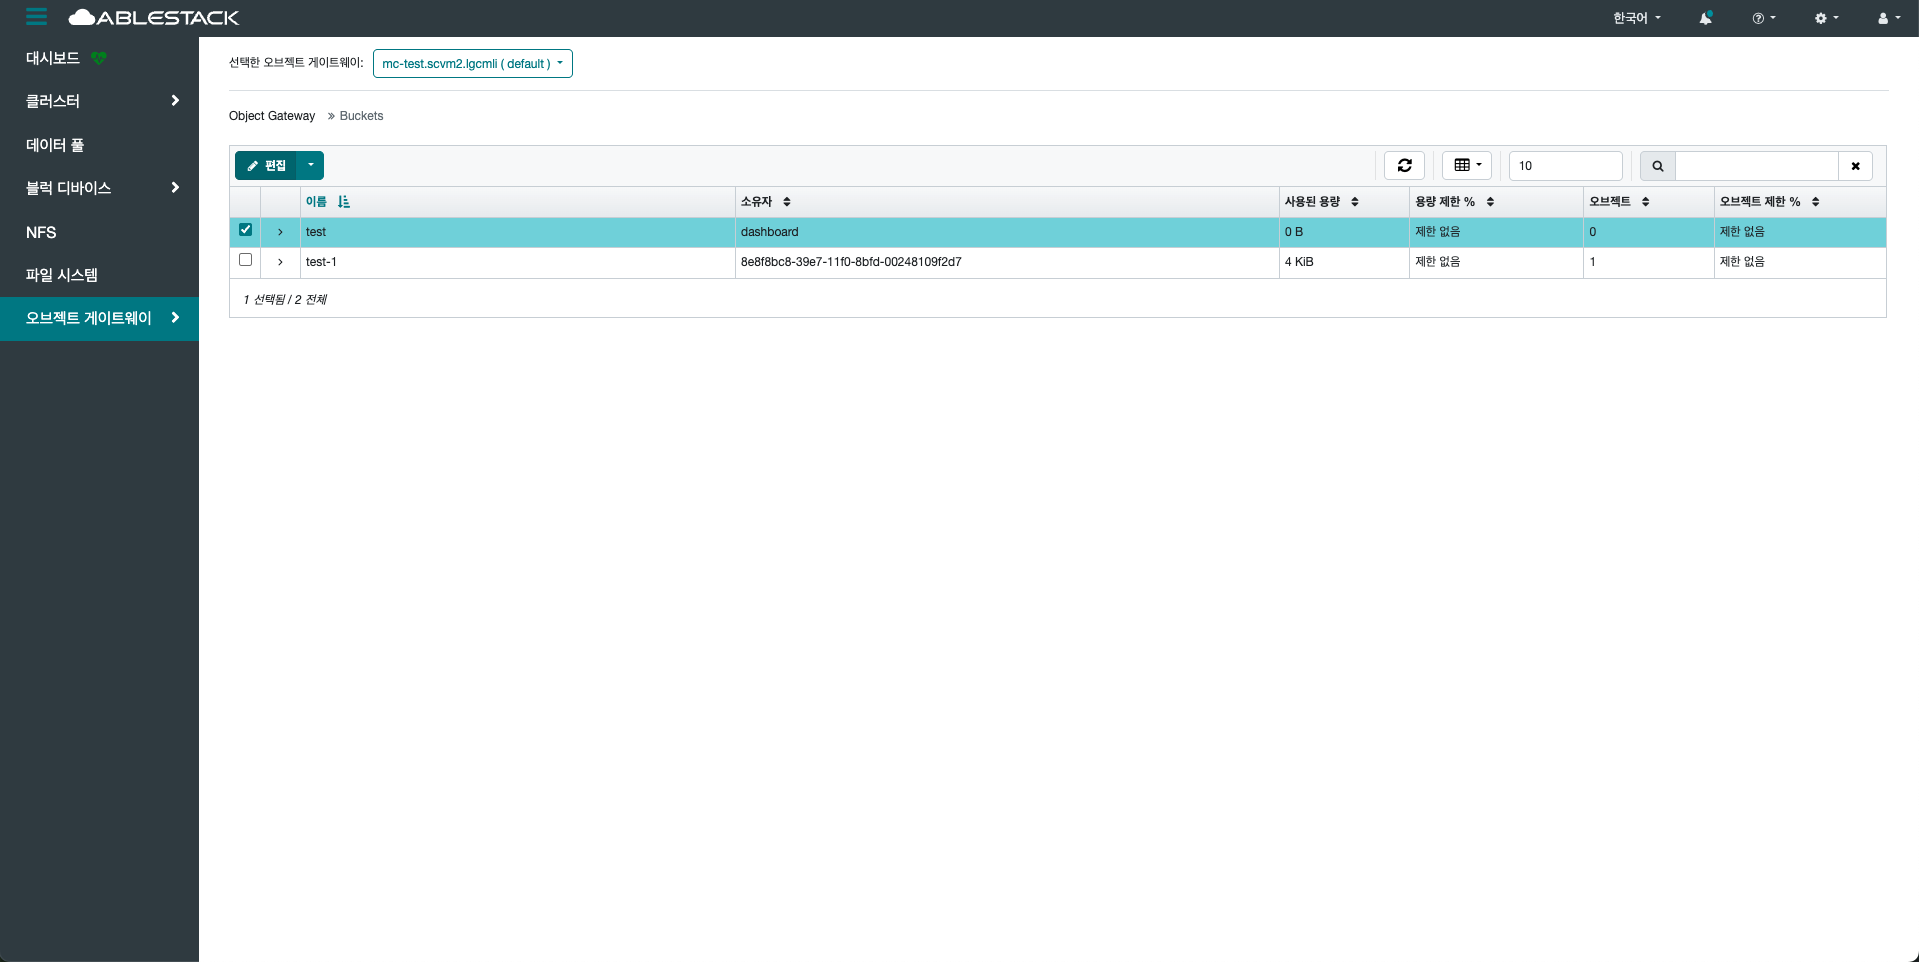 ABLESTACK
한국어
대시보드
클러스터
데이터 풀
블럭 디바이스
NFS
파일 시스템
오브젝트 게이트웨이
선택한 오브젝트 게이트웨이: mc-test.scvm2.lgcmli ( default )
Object Gateway » Buckets
편집
10
이름 소유자 사용된 용량 용량 제한 % 오브젝트 오브젝트 제한 %
test dashboard 0 B 제한 없음 0 제한 없음
test-1 8e8f8bc8-39e7-11f0-8bfd-00248109f2d7 4 KiB 제한 없음 1 제한 없음
1 선택됨 / 2 전체